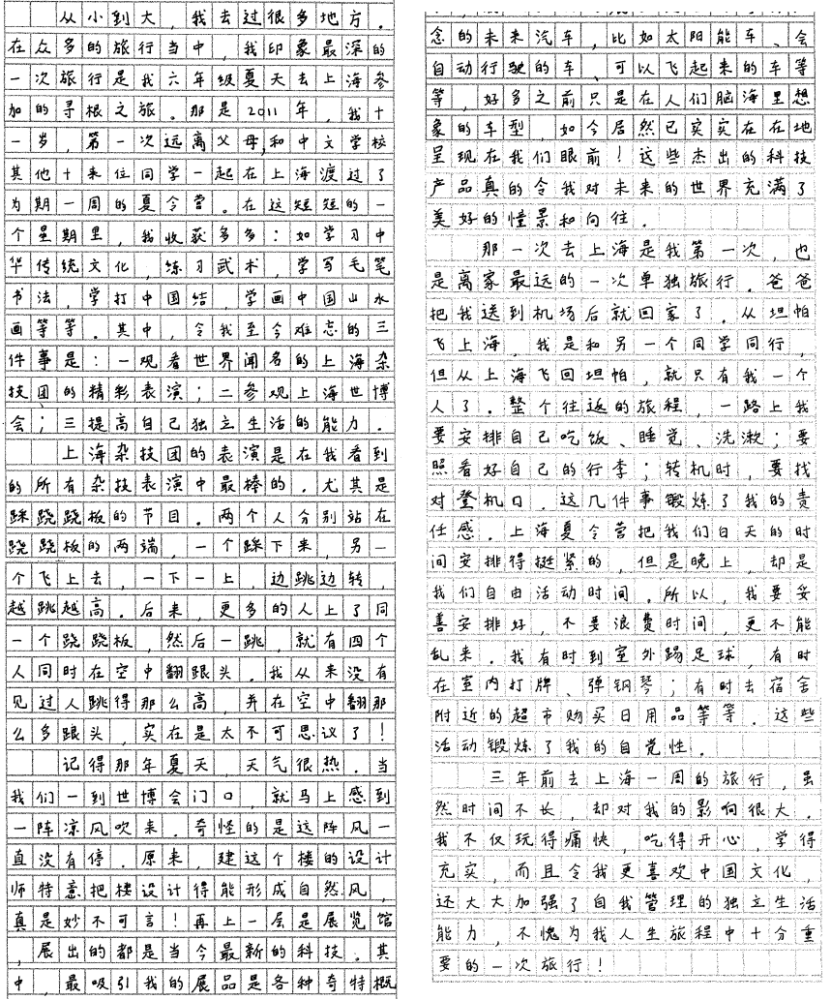 从小到大，我去过很多地方。
在众多的旅行当中，我印象最深的
一次旅行是我六年级夏天去上海参
加的寻根之旅。那是2011年，我十
一岁，第一次远离父母，和中文学校
其他十来位同学一起在上海渡过了
为期一周的夏令营。在这短短的一
个星期里，我收获多多：如学习中
华传统文化，练习武术，学写毛笔
书法，学打中国结，学画中国山水
画等等。其中，令我至今难忘的三
件事是：一观看世界闻名的上海杂
技团的精彩表演；二参观上海世博
会；三提高自己独立生活的能力。
上海杂技团的表演是在我看到
的所有杂技表演中最棒的。尤其是
踩跷跷板的节目。两个人分别站在
跷跷板的两端，一个踩下来，另一
个飞上去，一下一上，边跳边转，
越跳越高。后来，更多的人上了同
一个跷跷板，然后一跳，就有四个
人同时在空中翻跟头。我从来没有
见过人跳得那么高，并在空中翻那
么多跟头，实在是太不可思议了！
记得那年夏天，天气很热。当
我们一到世博会门口，就马上感到
一阵凉风吹来。奇怪的是这阵风一
直没有停。原来，建这个楼的设计
师特意把楼设计得能形成自然风，
真是妙不可言！再上一层是展览馆
，展出的都是当今最新的科技。其
中，最吸引我的展品是各种奇特概
念的未来汽车，比如太阳能车、会
自动行驶的车、可以飞起来的车等
等，好多之前只是在人们脑海里想
象的车型，如今居然已实实在在地
呈现在我们眼前！这些杰出的科技
产品真的令我对未来的世界充满了
美好的憧景和向往。
那一次去上海是我第一次，也
是离家最远的一次单独旅行。爸爸
把我送到机场后就回家了。从坦帕
飞上海，我是和另一个同学同行，
但从上海飞回坦帕，就只有我一个
人了。整个往返的旅程，一路上我
要安排自己吃饭、睡觉、洗漱；要
照看好自己的行李；转机时，要找
对登机口。这几件事锻炼了我的责
任感。上海夏令营把我们白天的时
间安排得挺紧的，但是晚上，却是
我们自由活动时间。所以，我要妥
善安排好，不要浪费时间，更不能
乱来。我有时到室外踢足球，有时
在室内打牌、弹钢琴；有时去宿舍
附近的超市购买日用品等等。这些
活动锻炼了我的自觉性。
三年前去上海一周的旅行，虽
然时间不长，却对我的影响很大。
我不仅玩得痛快，吃得开心，学得
充实，而且令我更喜欢中国文化，
还大大加强了自我管理的独立生活
能力，不愧为我人生旅程中十分重
要的一次旅行！